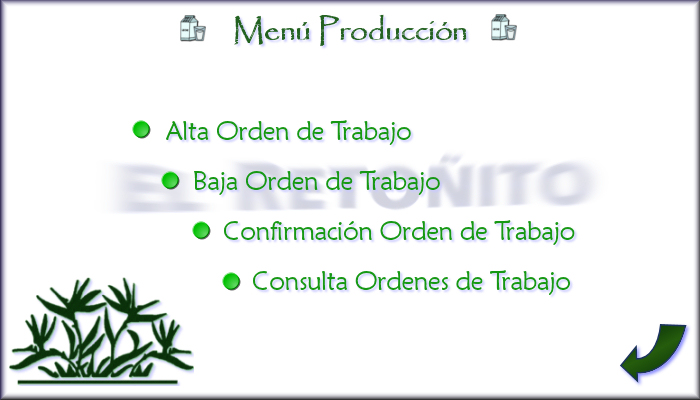 Menú Producción
Alta Orden de Trabajo
EL RETOÑITO
Baja Orden de Trabajo
Confirmación Orden de Trabajo
Consulta Ordenes de Trabajo